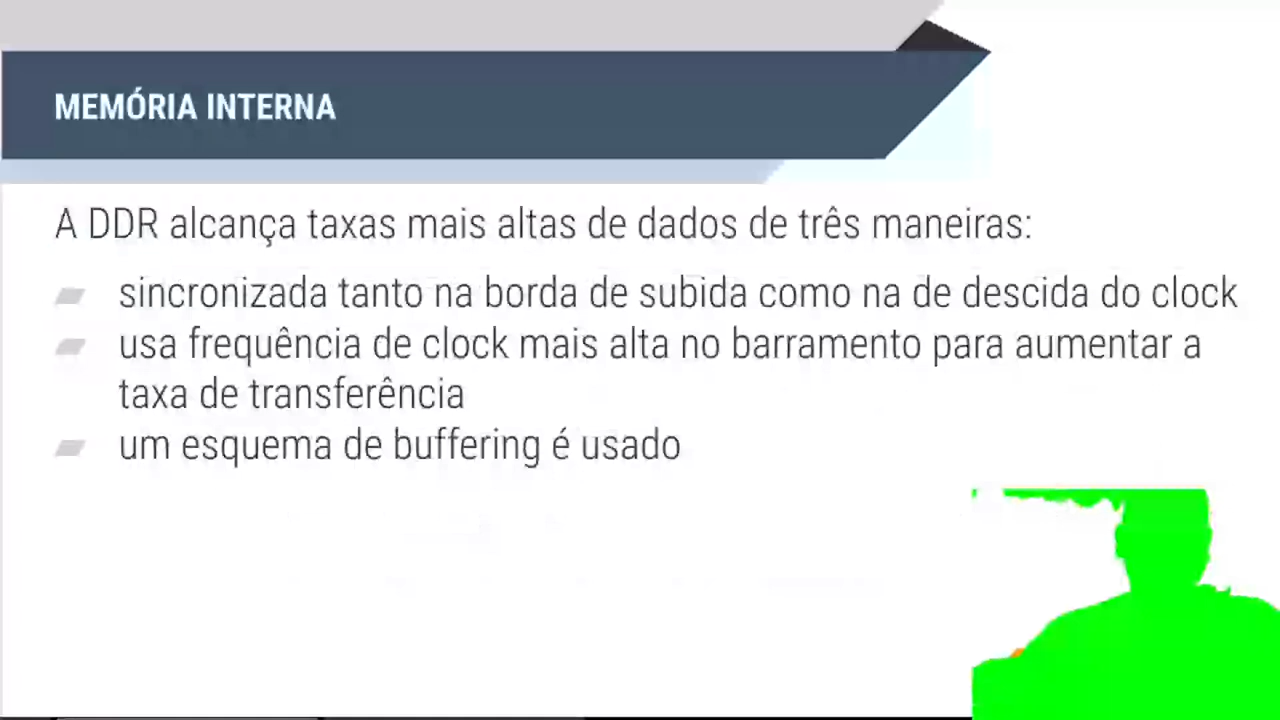 MEMÓRIA INTERNA
A DDR alcança taxas mais altas de dados de três maneiras:
sincronizada tanto na borda de subida como na de descida do clock
usa frequência de clock mais alta no barramento para aumentar a
taxa de transferência
um esquema de buffering é usado